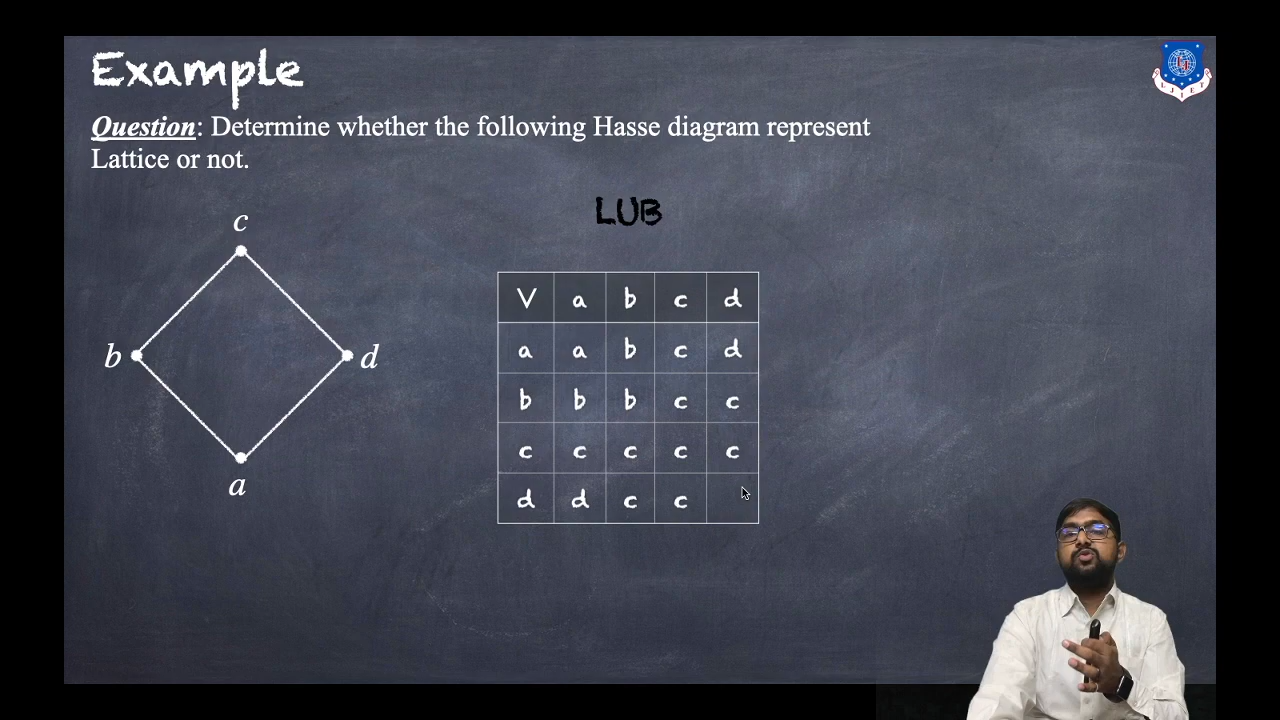 Example
Question: Determine whether the following Hasse diagram represent
Lattice or not.
c
b
d
a
LUB
V a b c d
a a b c d
b b b c c
c c c c c
d d c c
L J I E T